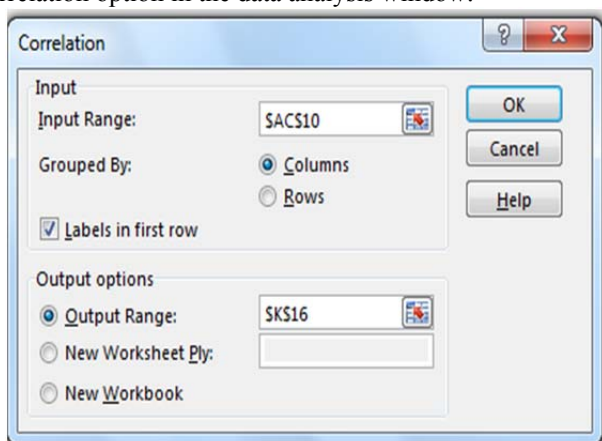 relation option in the data analysis window.
Correlation
Input
Input Range: $AC$10
Grouped By: Columns
Rows
Labels in first row
Output options
Output Range: $K$16
New Worksheet Ply:
New Workbook
OK
Cancel
Help